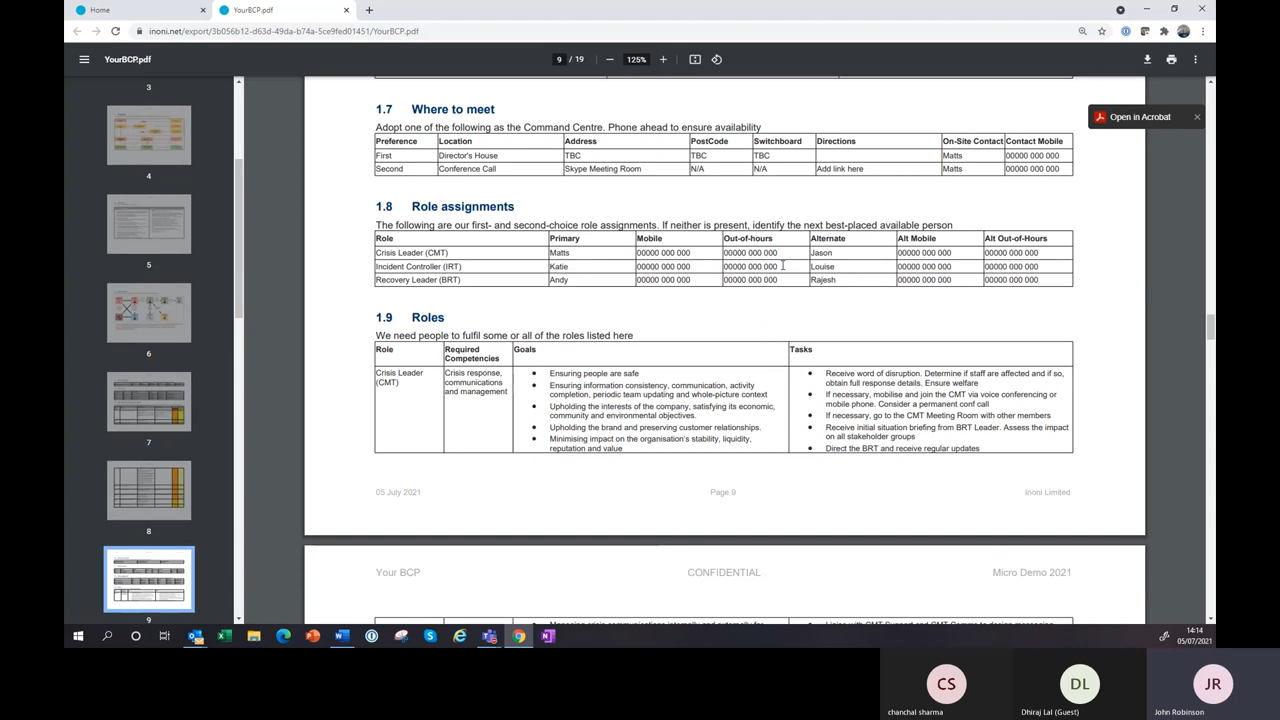 Home
YourBCP.pdf
inoni.net/export/3b056b12-d63d-49da-b74a-5ce9fed01451/YourBCP.pdf
YourBCP.pdf
9 / 19
125%
Open in Acrobat
3
4
5
6
7
8
9
1.7 Where to meet
Adopt one of the following as the Command Centre. Phone ahead to ensure availability
Preference Location Address PostCode Switchboard Directions On-Site Contact Contact Mobile
First Director's House TBC TBC TBC Matts 00000 000 000
Second Conference Call Skype Meeting Room N/A N/A Add link here Matts 00000 000 000
1.8 Role assignments
The following are our first- and second-choice role assignments. If neither is present, identify the next best-placed available person
Role Primary Mobile Out-of-hours Alternate Alt Mobile Alt Out-of-Hours
Crisis Leader (CMT) Matts 00000 000 000 00000 000 000 Jason 00000 000 000 00000 000 000
Incident Controller (IRT) Katie 00000 000 000 00000 000 000 Louise 00000 000 000 00000 000 000
Recovery Leader (BRT) Andy 00000 000 000 00000 000 000 Rajesh 00000 000 000 00000 000 000
1.9 Roles
We need people to fulfil some or all of the roles listed here
Role Required Goals Tasks
Competencies
Crisis Leader
(CMT)
Crisis response,
communications
and management
• Ensuring people are safe
• Ensuring information consistency, communication, activity
completion, periodic team updating and whole-picture context
• Upholding the interests of the company, satisfying its economic,
community and environmental objectives.
• Upholding the brand and preserving customer relationships.
• Minimising impact on the organisation's stability, liquidity,
reputation and value
• Receive word of disruption. Determine if staff are affected and if so,
obtain full response details. Ensure welfare
• If necessary, mobilise and join the CMT via voice conferencing or
mobile phone. Consider a permanent conf call
• If necessary, go to the CMT Meeting Room with other members
• Receive initial situation briefing from BRT Leader. Assess the impact
on all stakeholder groups
• Direct the BRT and receive regular updates
05 July 2021 Page 9 Inoni Limited
Your BCP CONFIDENTIAL Micro Demo 2021
14:14
05/07/2021
CS
DL
JR
chanchal sharma
Dhiraj Lal (Guest)
John Robinson